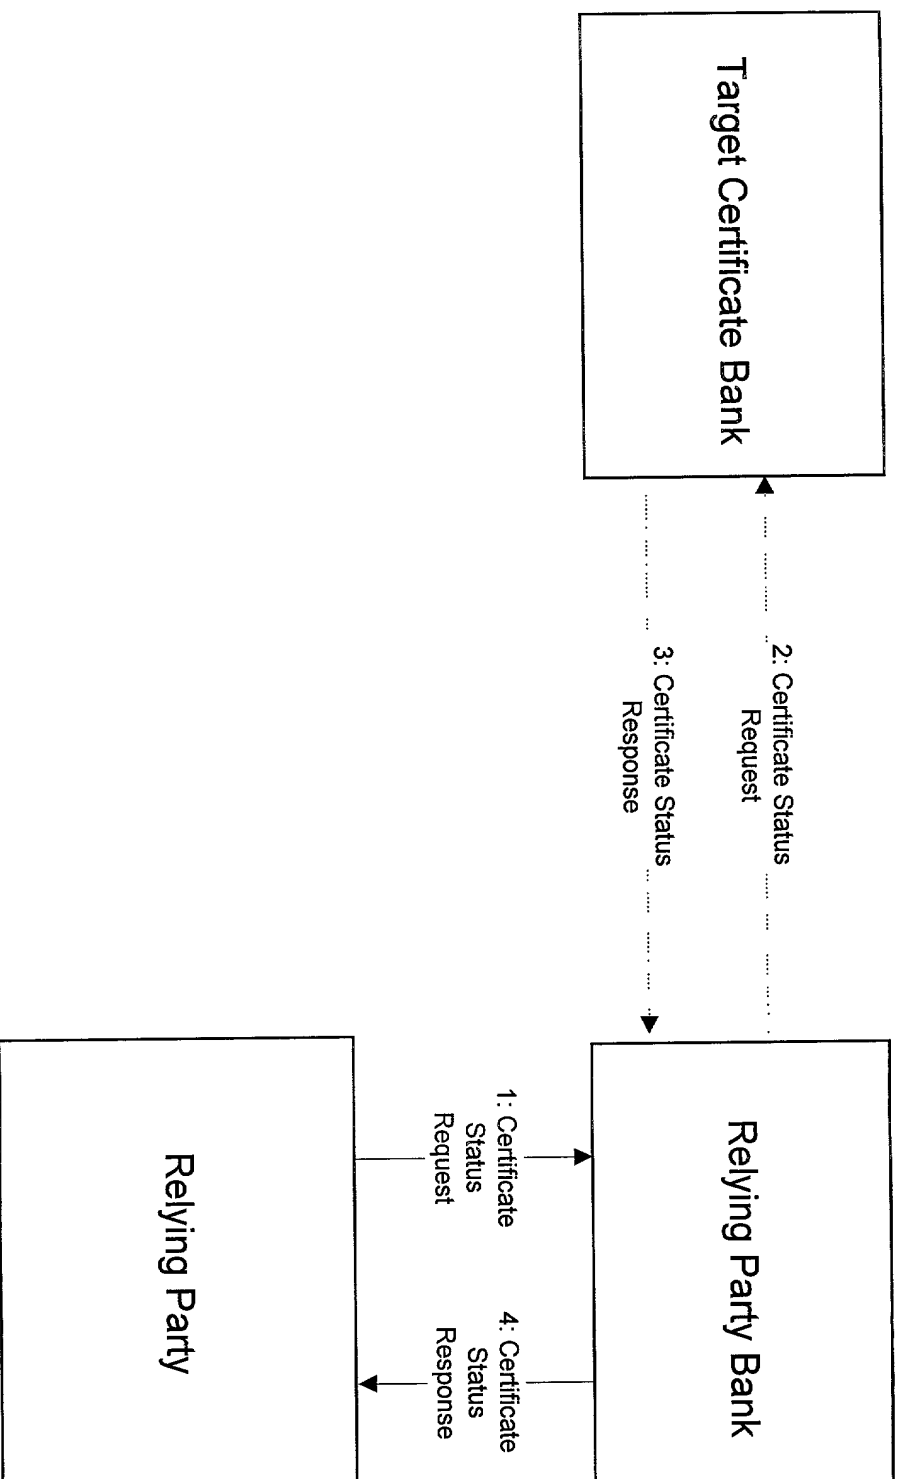 Target Certificate Bank
2: Certificate Status
Request
3: Certificate Status
Response
Relying Party Bank
1: Certificate
Status
Request
4: Certificate
Status
Response
Relying Party